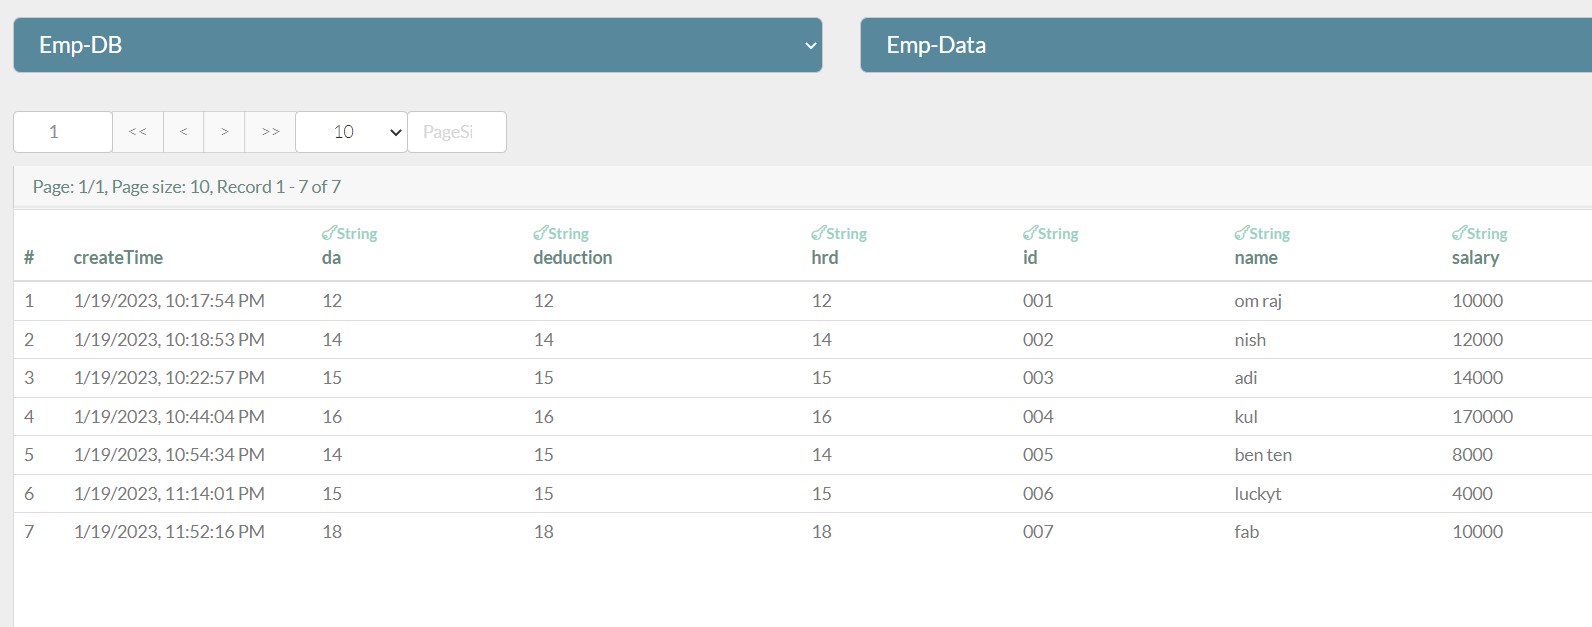 Emp-DB Emp-Data
1 << < > >> 10 PageSi
Page: 1/1, Page size: 10, Record 1 - 7 of 7
String String String String String String
# createTime da deduction hrd id name salary
1 1/19/2023, 10:17:54 PM 12 12 12 001 om raj 10000
2 1/19/2023, 10:18:53 PM 14 14 14 002 nish 12000
3 1/19/2023, 10:22:57 PM 15 15 15 003 adi 14000
4 1/19/2023, 10:44:04 PM 16 16 16 004 kul 170000
5 1/19/2023, 10:54:34 PM 14 15 14 005 ben ten 8000
6 1/19/2023, 11:14:01 PM 15 15 15 006 luckyt 4000
7 1/19/2023, 11:52:16 PM 18 18 18 007 fab 10000